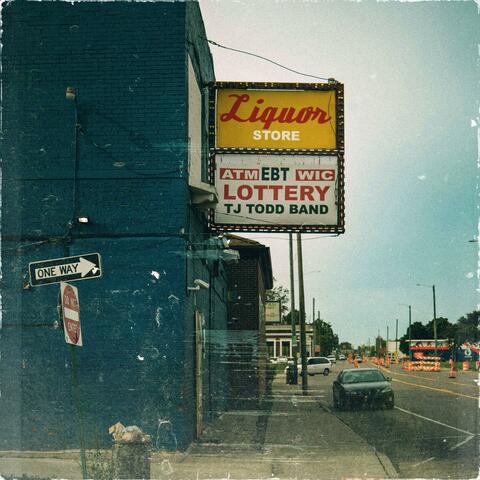 Liquor
STORE
ATM EBT WIC
LOTTERY
TJ TODD BAND
ONE WAY